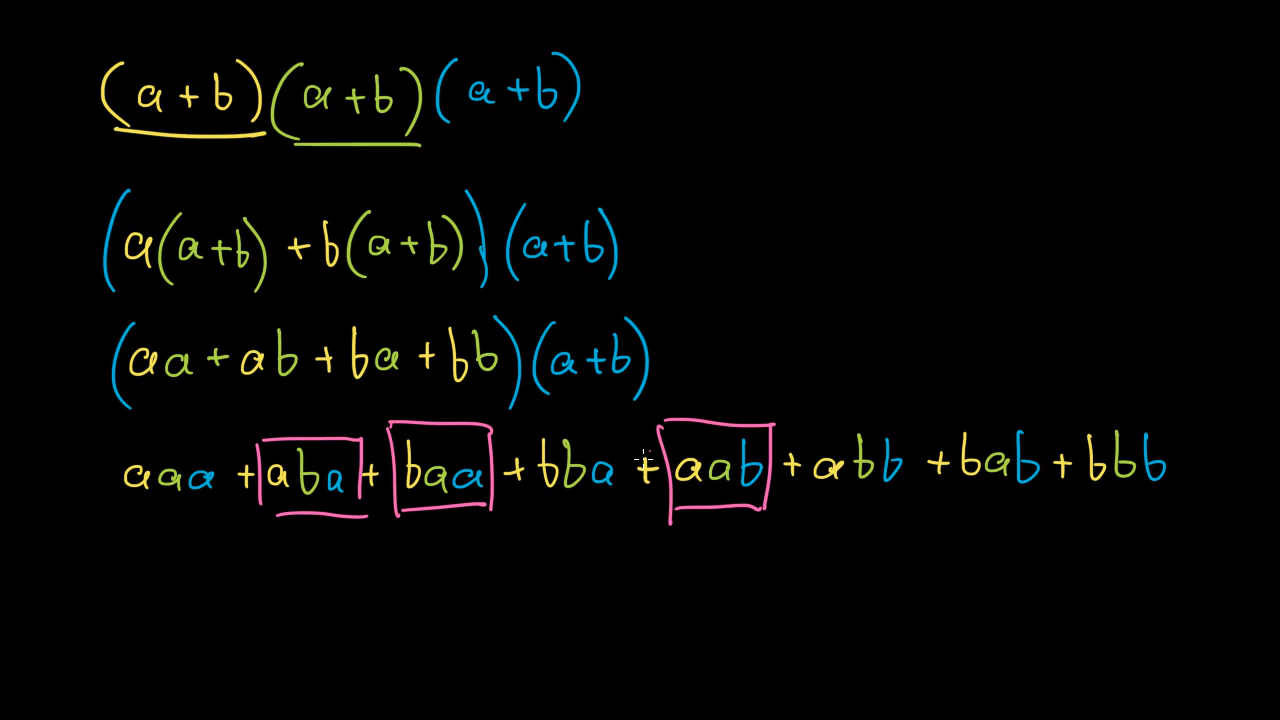 (a+b)(a+b)(a+b)
(a(a+b) + b(a+b))(a+b)
(aa + ab + ba + bb)(a+b)
aaa + aba + baa + bba + aab + abb + bab + bbb